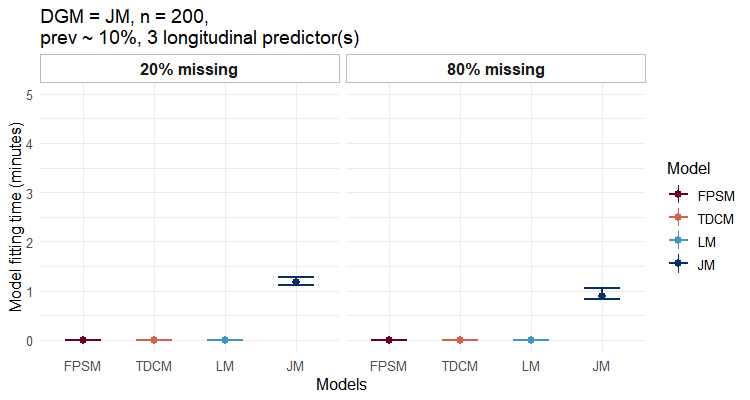 DGM = JM, n = 200,
prev ~ 10%, 3 longitudinal predictor(s)
20% missing
80% missing
Model fitting time (minutes)
5
4
3
2
1
0
FPSM TDCM LM JM
FPSM TDCM LM JM
Models
Model
FPSM
TDCM
LM
JM